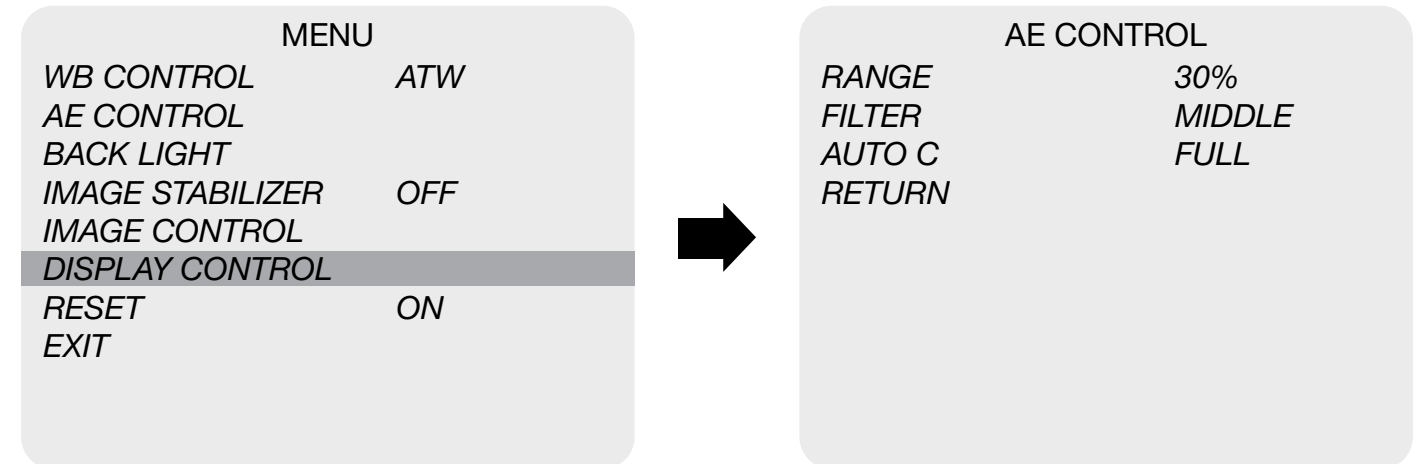 MENU
WB CONTROL ATW
AE CONTROL
BACK LIGHT
IMAGE STABILIZER OFF
IMAGE CONTROL
DISPLAY CONTROL
RESET ON
EXIT
AE CONTROL
RANGE 30%
FILTER MIDDLE
AUTO C FULL
RETURN